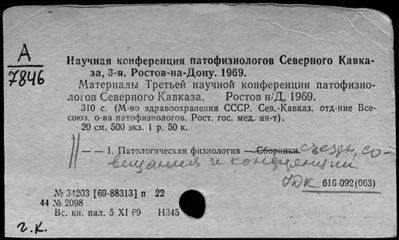 А
7846
Научная конференция патофизиологов Северного Кавка-
за, 3-я. Ростов-на-Дону. 1969.
Материалы Третьей научной конференции патофизио-
логов Северного Кавказа. Ростов н/Д, 1969.
310 с. (М-во здравоохранения СССР. Сев.-Кавказ. отд-ние Все-
союз. о-ва патофизиологов. Рост. гос. мед. ин-т).
20 см. 500 экз. 1 р. 50 к.
— 1. Патологическая физиология — Сборники. съезды, со-
вещания и конференции
УДК 616-092(063)
№ 34203 [69-88313] п 22
44 № 2098
Вс. кн. пал. 5 XI 69 Н345
г.к.